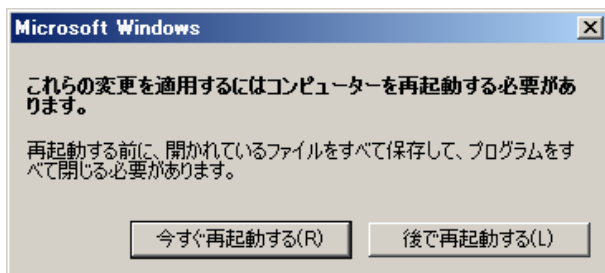 Microsoft Windows
これらの変更を適用するにはコンピューターを再起動する必要があ
ります。
再起動する前に、開かれているファイルをすべて保存して、プログラムをす
べて閉じる必要があります。
今すぐ再起動する(R)
後で再起動する(L)